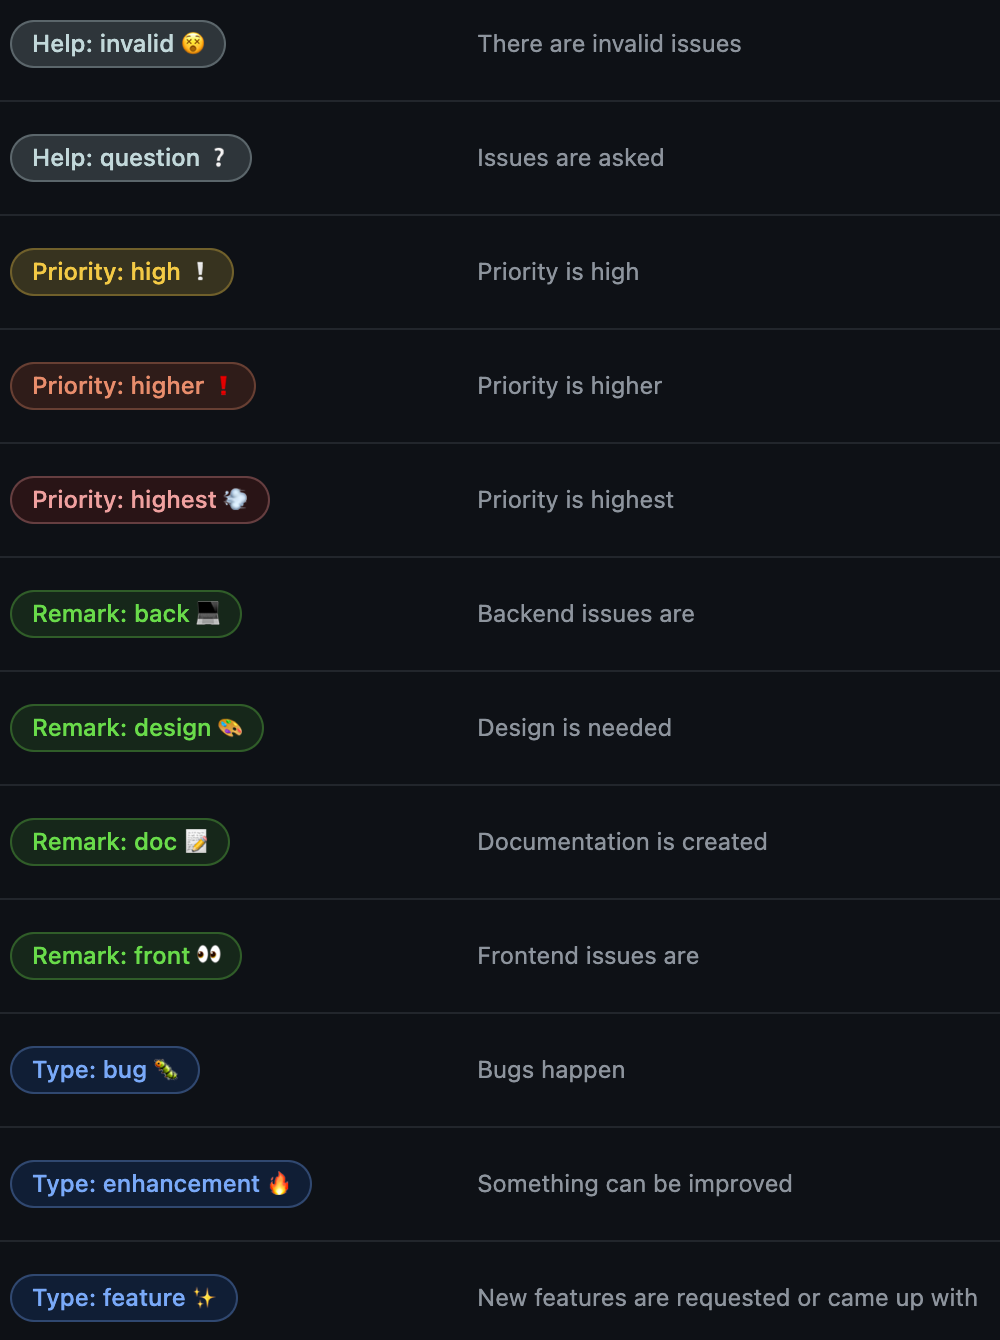 Help: invalid 😵 There are invalid issues
Help: question ❔ Issues are asked
Priority: high ❕ Priority is high
Priority: higher ❗ Priority is higher
Priority: highest 💨 Priority is highest
Remark: back 💻 Backend issues are
Remark: design 🎨 Design is needed
Remark: doc 📝 Documentation is created
Remark: front 👀 Frontend issues are
Type: bug 🐛 Bugs happen
Type: enhancement 🔥 Something can be improved
Type: feature ✨ New features are requested or came up with